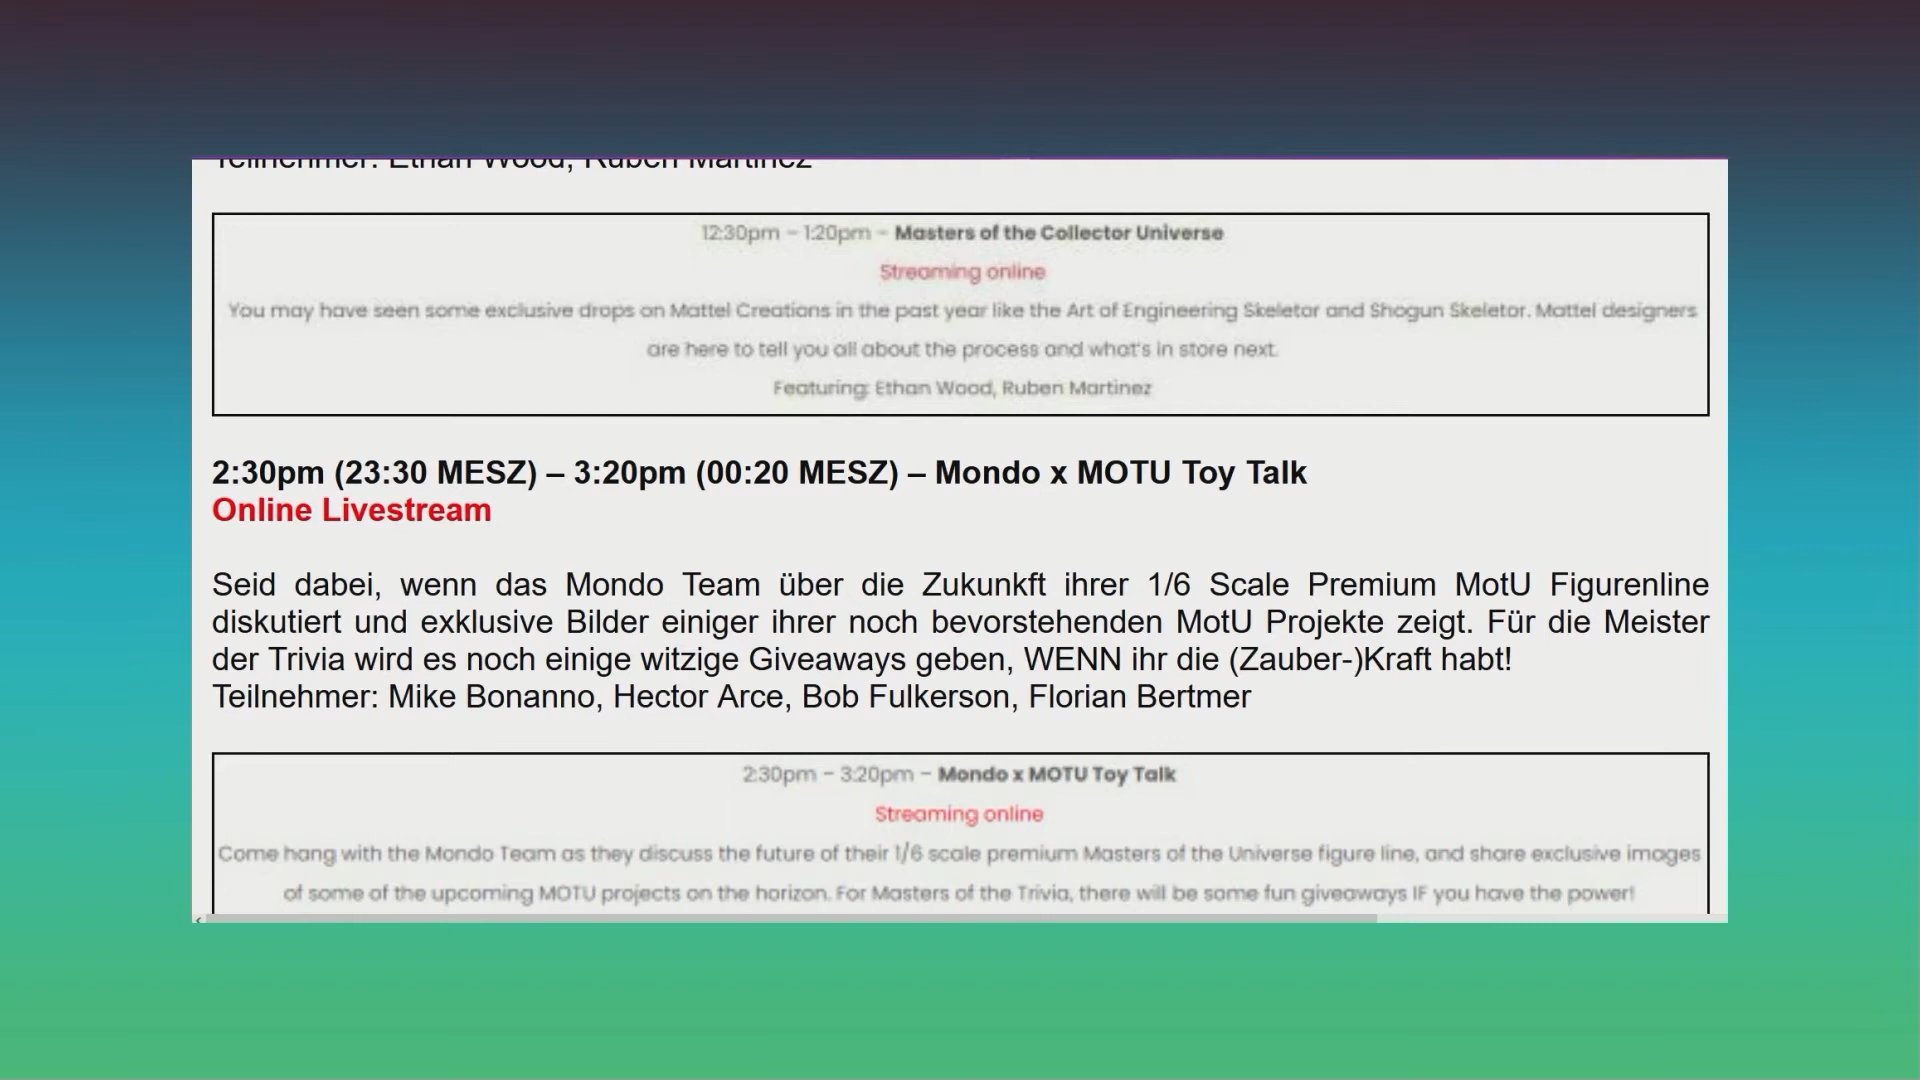 Teilnehmer: Ethan Wood, Ruben Martinez
12:30pm – 1:20pm – Masters of the Collector Universe
Streaming online
You may have seen some exclusive drops on Mattel Creations in the past year like the Art of Engineering Skeletor and Shogun Skeletor. Mattel designers
are here to tell you all about the process and what's in store next.
Featuring: Ethan Wood, Ruben Martinez
2:30pm (23:30 MESZ) – 3:20pm (00:20 MESZ) – Mondo x MOTU Toy Talk
Online Livestream
Seid dabei, wenn das Mondo Team über die Zukunkft ihrer 1/6 Scale Premium MotU Figurenline
diskutiert und exklusive Bilder einiger ihrer noch bevorstehenden MotU Projekte zeigt. Für die Meister
der Trivia wird es noch einige witzige Giveaways geben, WENN ihr die (Zauber-)Kraft habt!
Teilnehmer: Mike Bonanno, Hector Arce, Bob Fulkerson, Florian Bertmer
2:30pm – 3:20pm – Mondo x MOTU Toy Talk
Streaming online
Come hang with the Mondo Team as they discuss the future of their 1/6 scale premium Masters of the Universe figure line, and share exclusive images
of some of the upcoming MOTU projects on the horizon. For Masters of the Trivia, there will be some fun giveaways IF you have the power!